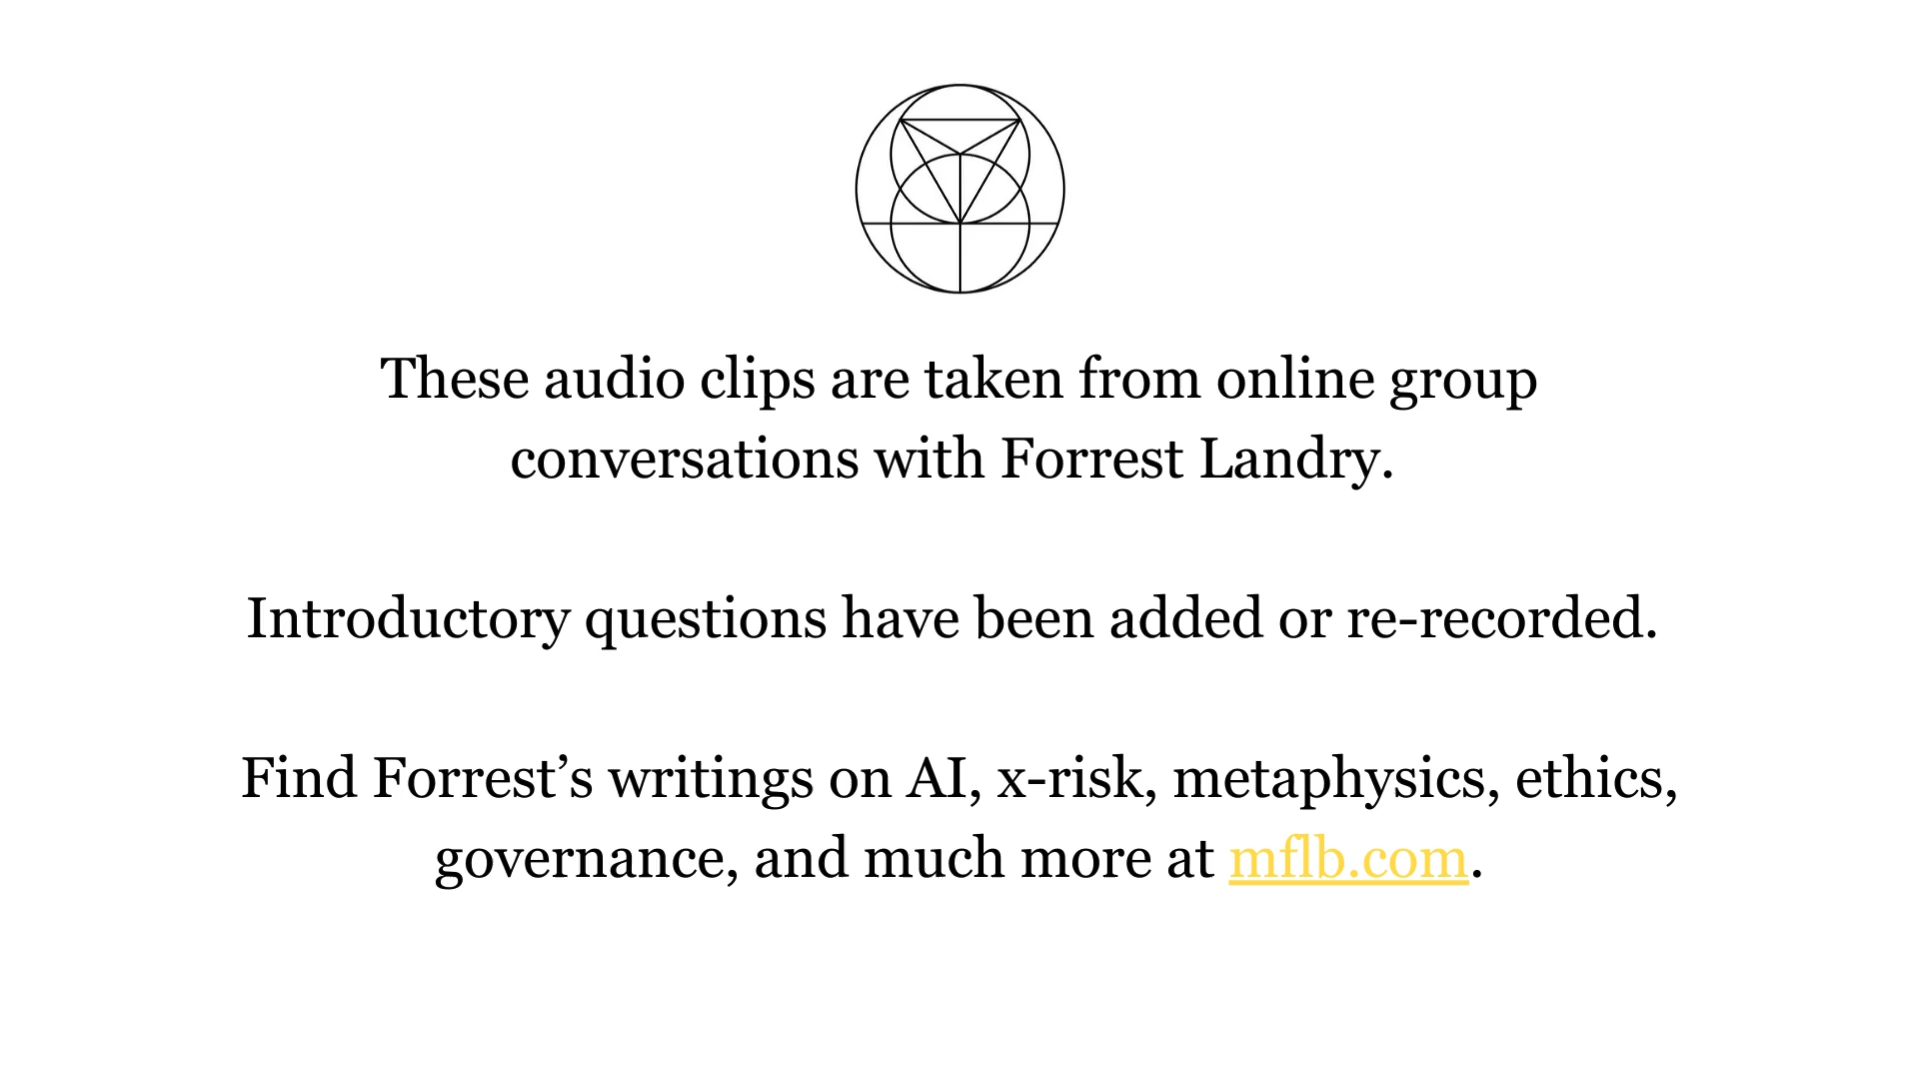 These audio clips are taken from online group
conversations with Forrest Landry.
Introductory questions have been added or re-recorded.
Find Forrest’s writings on AI, x-risk, metaphysics, ethics,
governance, and much more at mflb.com.